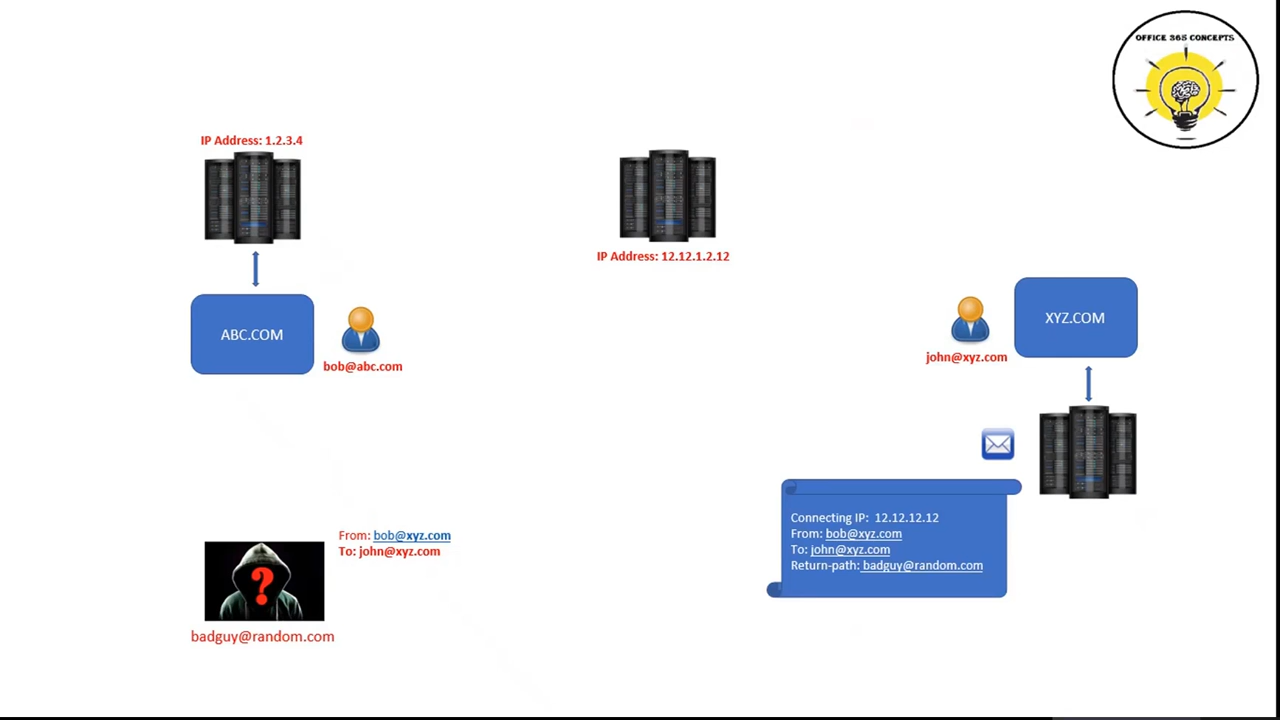 OFFICE 365 CONCEPTS
IP Address: 1.2.3.4
IP Address: 12.12.1.2.12
ABC.COM
bob@abc.com
XYZ.COM
john@xyz.com
Connecting IP: 12.12.12.12
From: bob@xyz.com
To: john@xyz.com
Return-path: badguy@random.com
From: bob@xyz.com
To: john@xyz.com
?
badguy@random.com